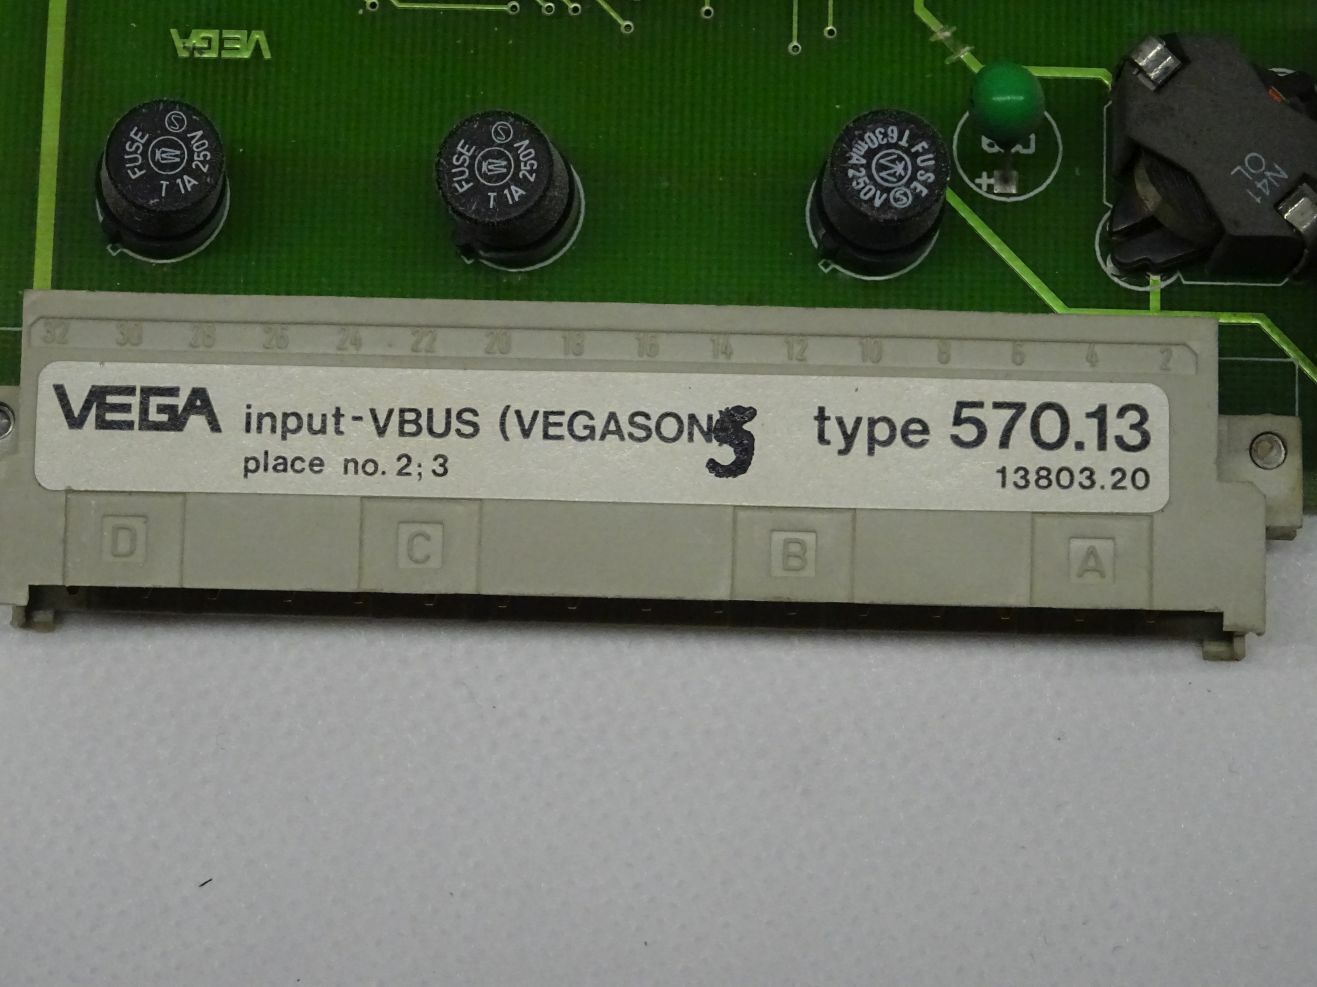 VEGA
FUSE T 1A 250V S
FUSE T 1A 250V S
FUSE T630mA250V S
+
N41
OL
32 30 28 26 24 22 20 18 16 14 12 10 8 6 4 2
VEGA input-VBUS (VEGASON 5 type 570.13
place no. 2; 3 13803.20
D C B A